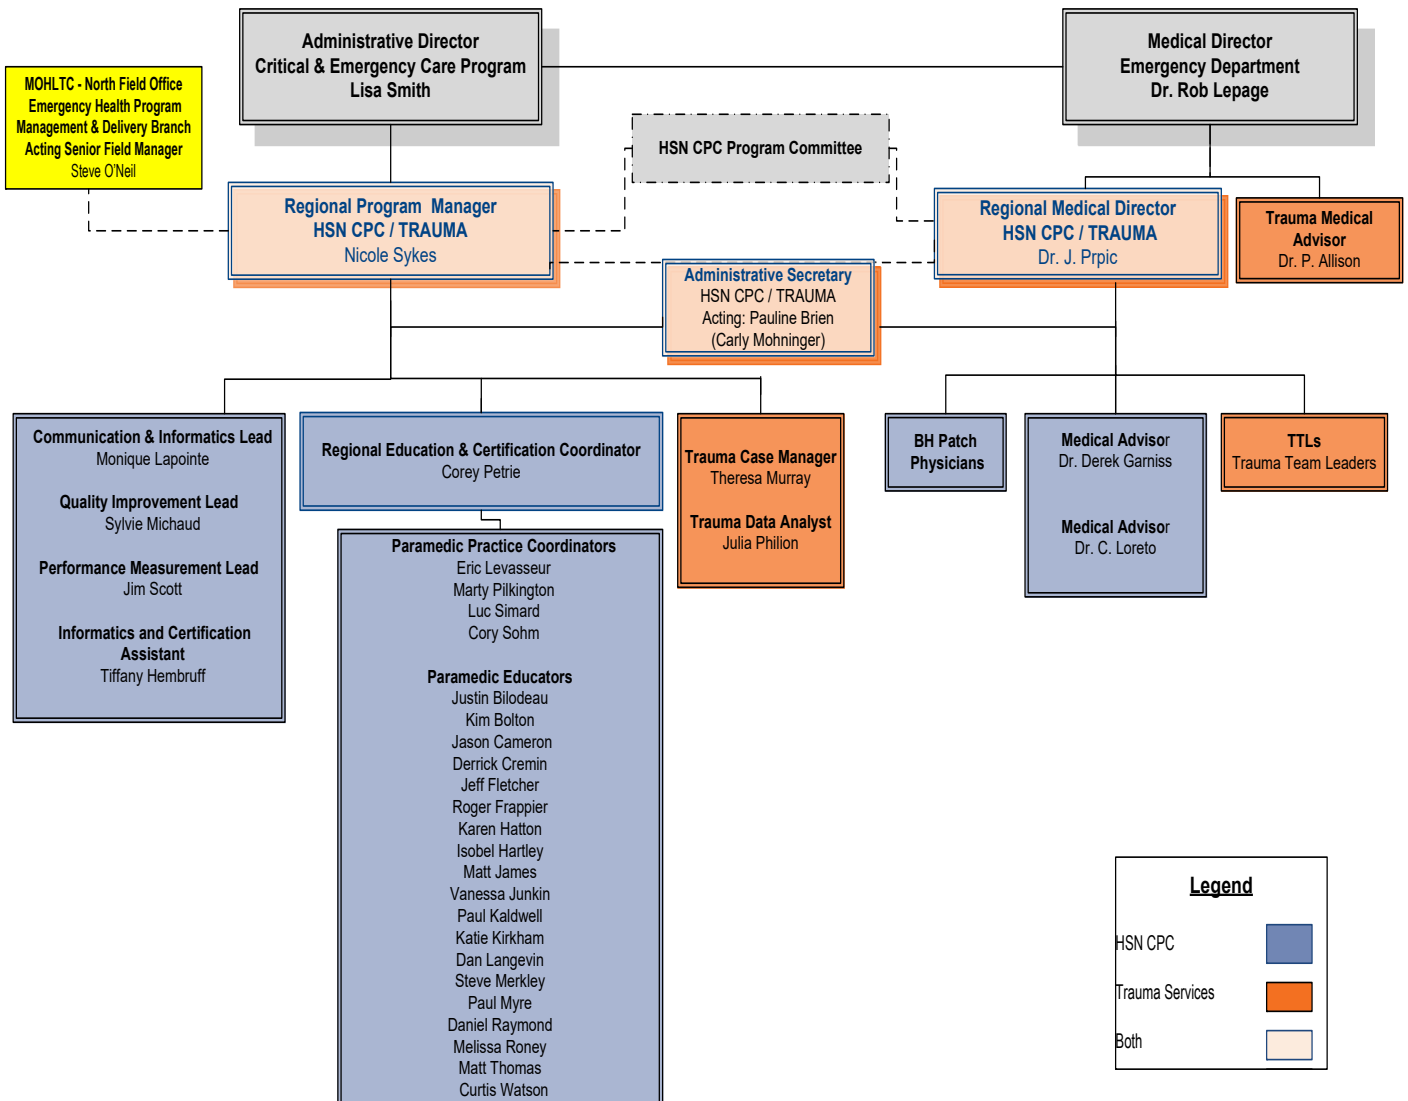 Administrative Director
Critical & Emergency Care Program
Lisa Smith
Medical Director
Emergency Department
Dr. Rob Lepage
MOHLTC - North Field Office
Emergency Health Program
Management & Delivery Branch
Acting Senior Field Manager
Steve O'Neil
HSN CPC Program Committee
Regional Program  Manager
HSN CPC / TRAUMA
Nicole Sykes
Regional Medical Director
HSN CPC / TRAUMA
Dr. J. Prpic
Trauma Medical
Advisor
Dr. P. Allison
Administrative Secretary
HSN CPC / TRAUMA
Acting: Pauline Brien
(Carly Mohninger)
Communication & Informatics Lead
Monique Lapointe
Quality Improvement Lead
Sylvie Michaud
Performance Measurement Lead
Jim Scott
Informatics and Certification
Assistant
Tiffany Hembruff
Regional Education & Certification Coordinator
Corey Petrie
Paramedic Practice Coordinators
Eric Levasseur
Marty Pilkington
Luc Simard
Cory Sohm
Paramedic Educators
Justin Bilodeau
Kim Bolton
Jason Cameron
Derrick Cremin
Jeff Fletcher
Roger Frappier
Karen Hatton
Isobel Hartley
Matt James
Vanessa Junkin
Paul Kaldwell
Katie Kirkham
Dan Langevin
Steve Merkley
Paul Myre
Daniel Raymond
Melissa Roney
Matt Thomas
Curtis Watson
Trauma Case Manager
Theresa Murray
Trauma Data Analyst
Julia Philion
BH Patch
Physicians
Medical Advisor
Dr. Derek Garniss
Medical Advisor
Dr. C. Loreto
TTLs
Trauma Team Leaders
Legend
HSN CPC
Trauma Services
Both